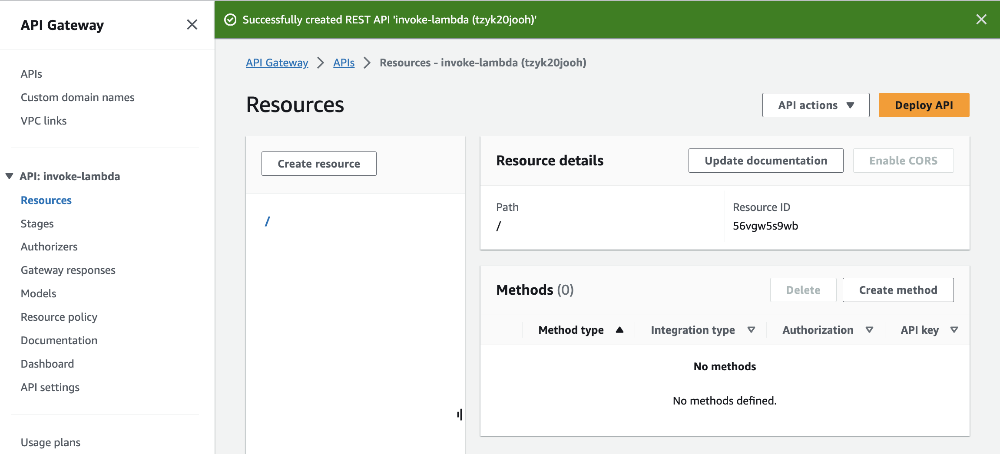 API Gateway
APIs
Custom domain names
VPC links
API: invoke-lambda
Resources
Stages
Authorizers
Gateway responses
Models
Resource policy
Documentation
Dashboard
API settings
Usage plans
Successfully created REST API 'invoke-lambda (tzyk20jooh)'
API Gateway > APIs > Resources - invoke-lambda (tzyk20jooh)
Resources
API actions
Deploy API
Create resource
/
Resource details
Update documentation
Enable CORS
Path
/
Resource ID
56vgw5s9wb
Methods (0)
Delete
Create method
Method type
Integration type
Authorization
API key
No methods
No methods defined.